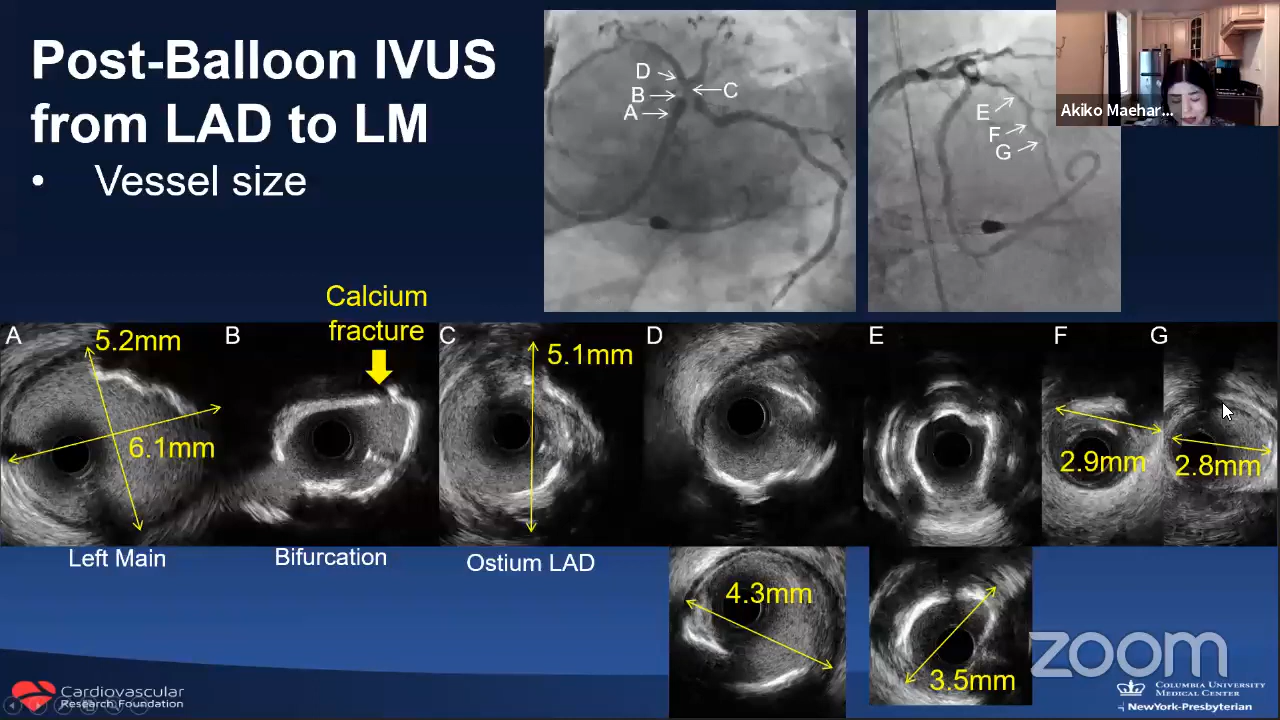 Post-Balloon IVUS
from LAD to LM
• Vessel size
D
B
A
C
E
F
G
Akiko Maehar...
Calcium
fracture
A
5.2mm
6.1mm
B
C
5.1mm
D
E
F
2.9mm
G
2.8mm
Left Main
Bifurcation
Ostium LAD
4.3mm
3.5mm
zoom
Cardiovascular
Research Foundation
COLUMBIA UNIVERSITY
MEDICAL CENTER
NewYork-Presbyterian